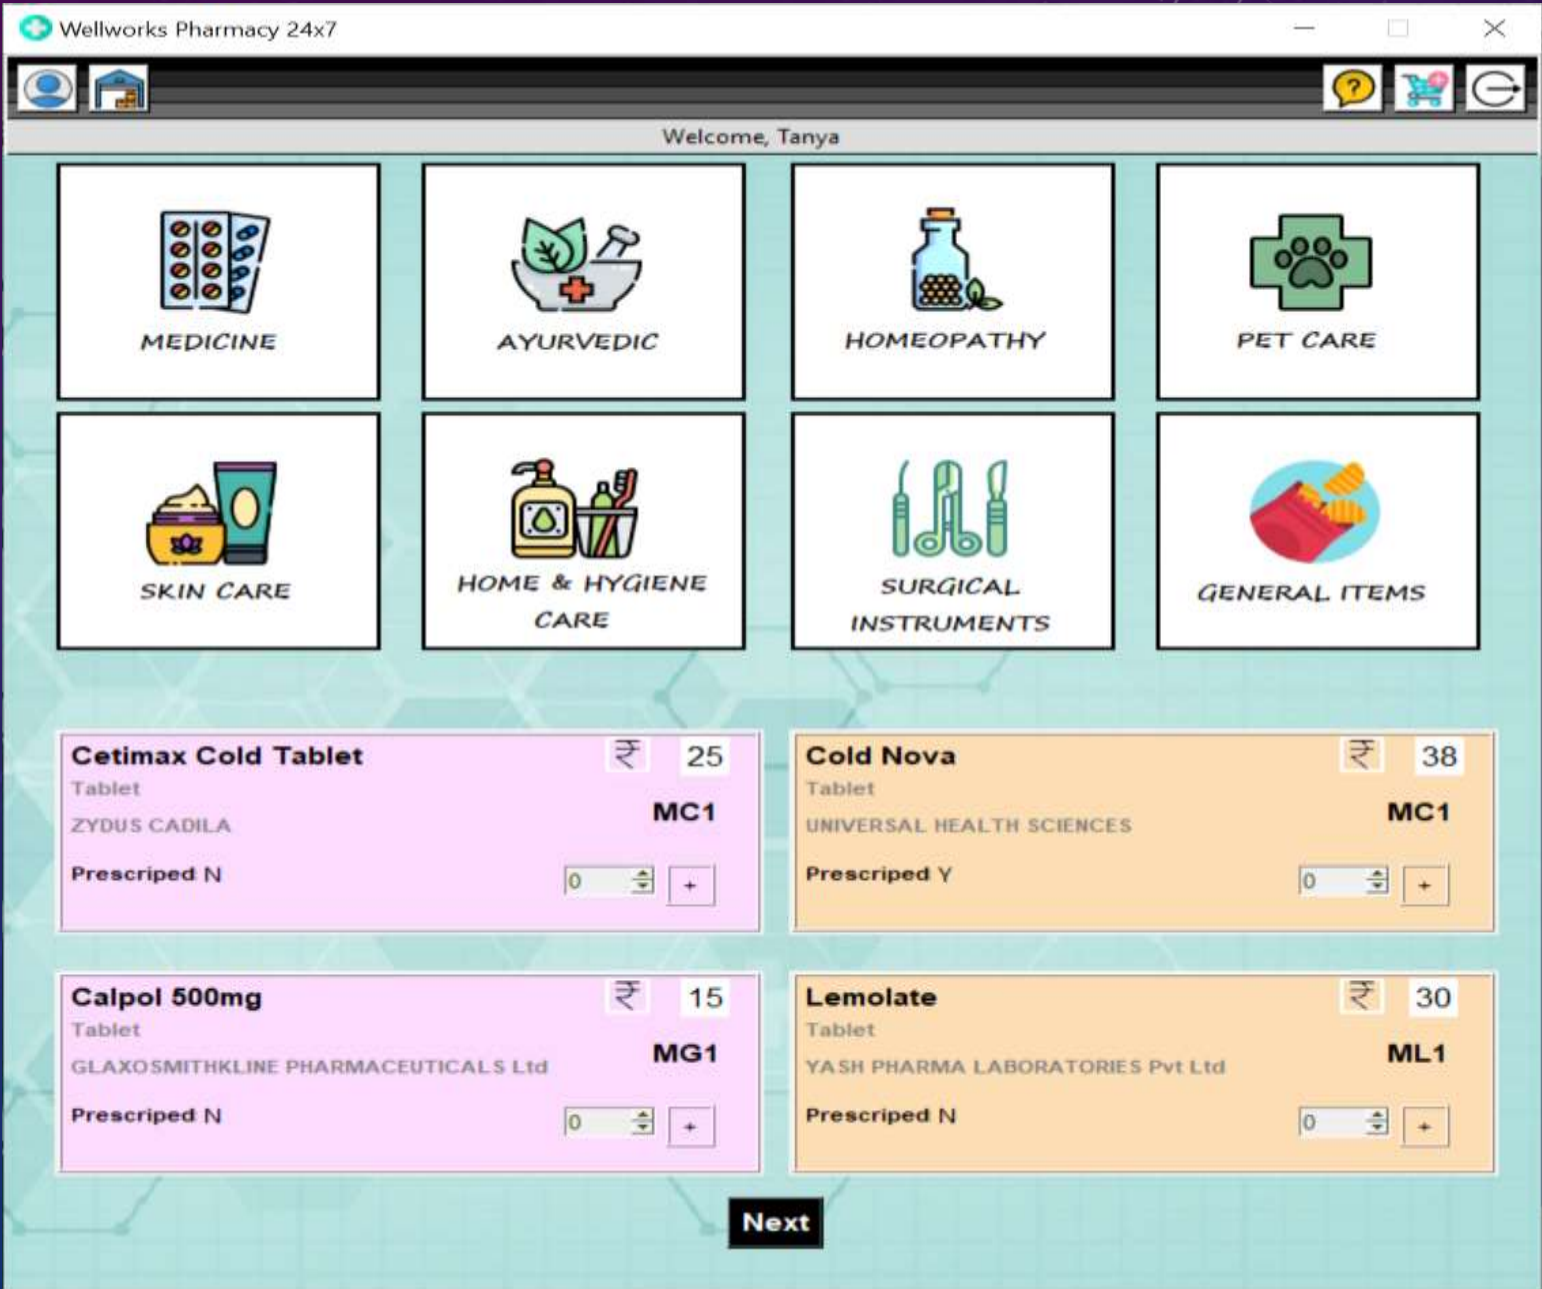 Wellworks Pharmacy 24x7
?
Welcome, Tanya
MEDICINE
AYURVEDIC
HOMEOPATHY
PET CARE
SKIN CARE
HOME & HYGIENE
CARE
SURGICAL
INSTRUMENTS
GENERAL ITEMS
Cetimax Cold Tablet ₹ 25
Tablet
MC1
ZYDUS CADILA
Prescriped N 0 +
Cold Nova ₹ 38
Tablet
MC1
UNIVERSAL HEALTH SCIENCES
Prescriped Y 0 +
Calpol 500mg ₹ 15
Tablet
MG1
GLAXOSMITHKLINE PHARMACEUTICALS Ltd
Prescriped N 0 +
Lemolate ₹ 30
Tablet
ML1
YASH PHARMA LABORATORIES Pvt Ltd
Prescriped N 0 +
Next